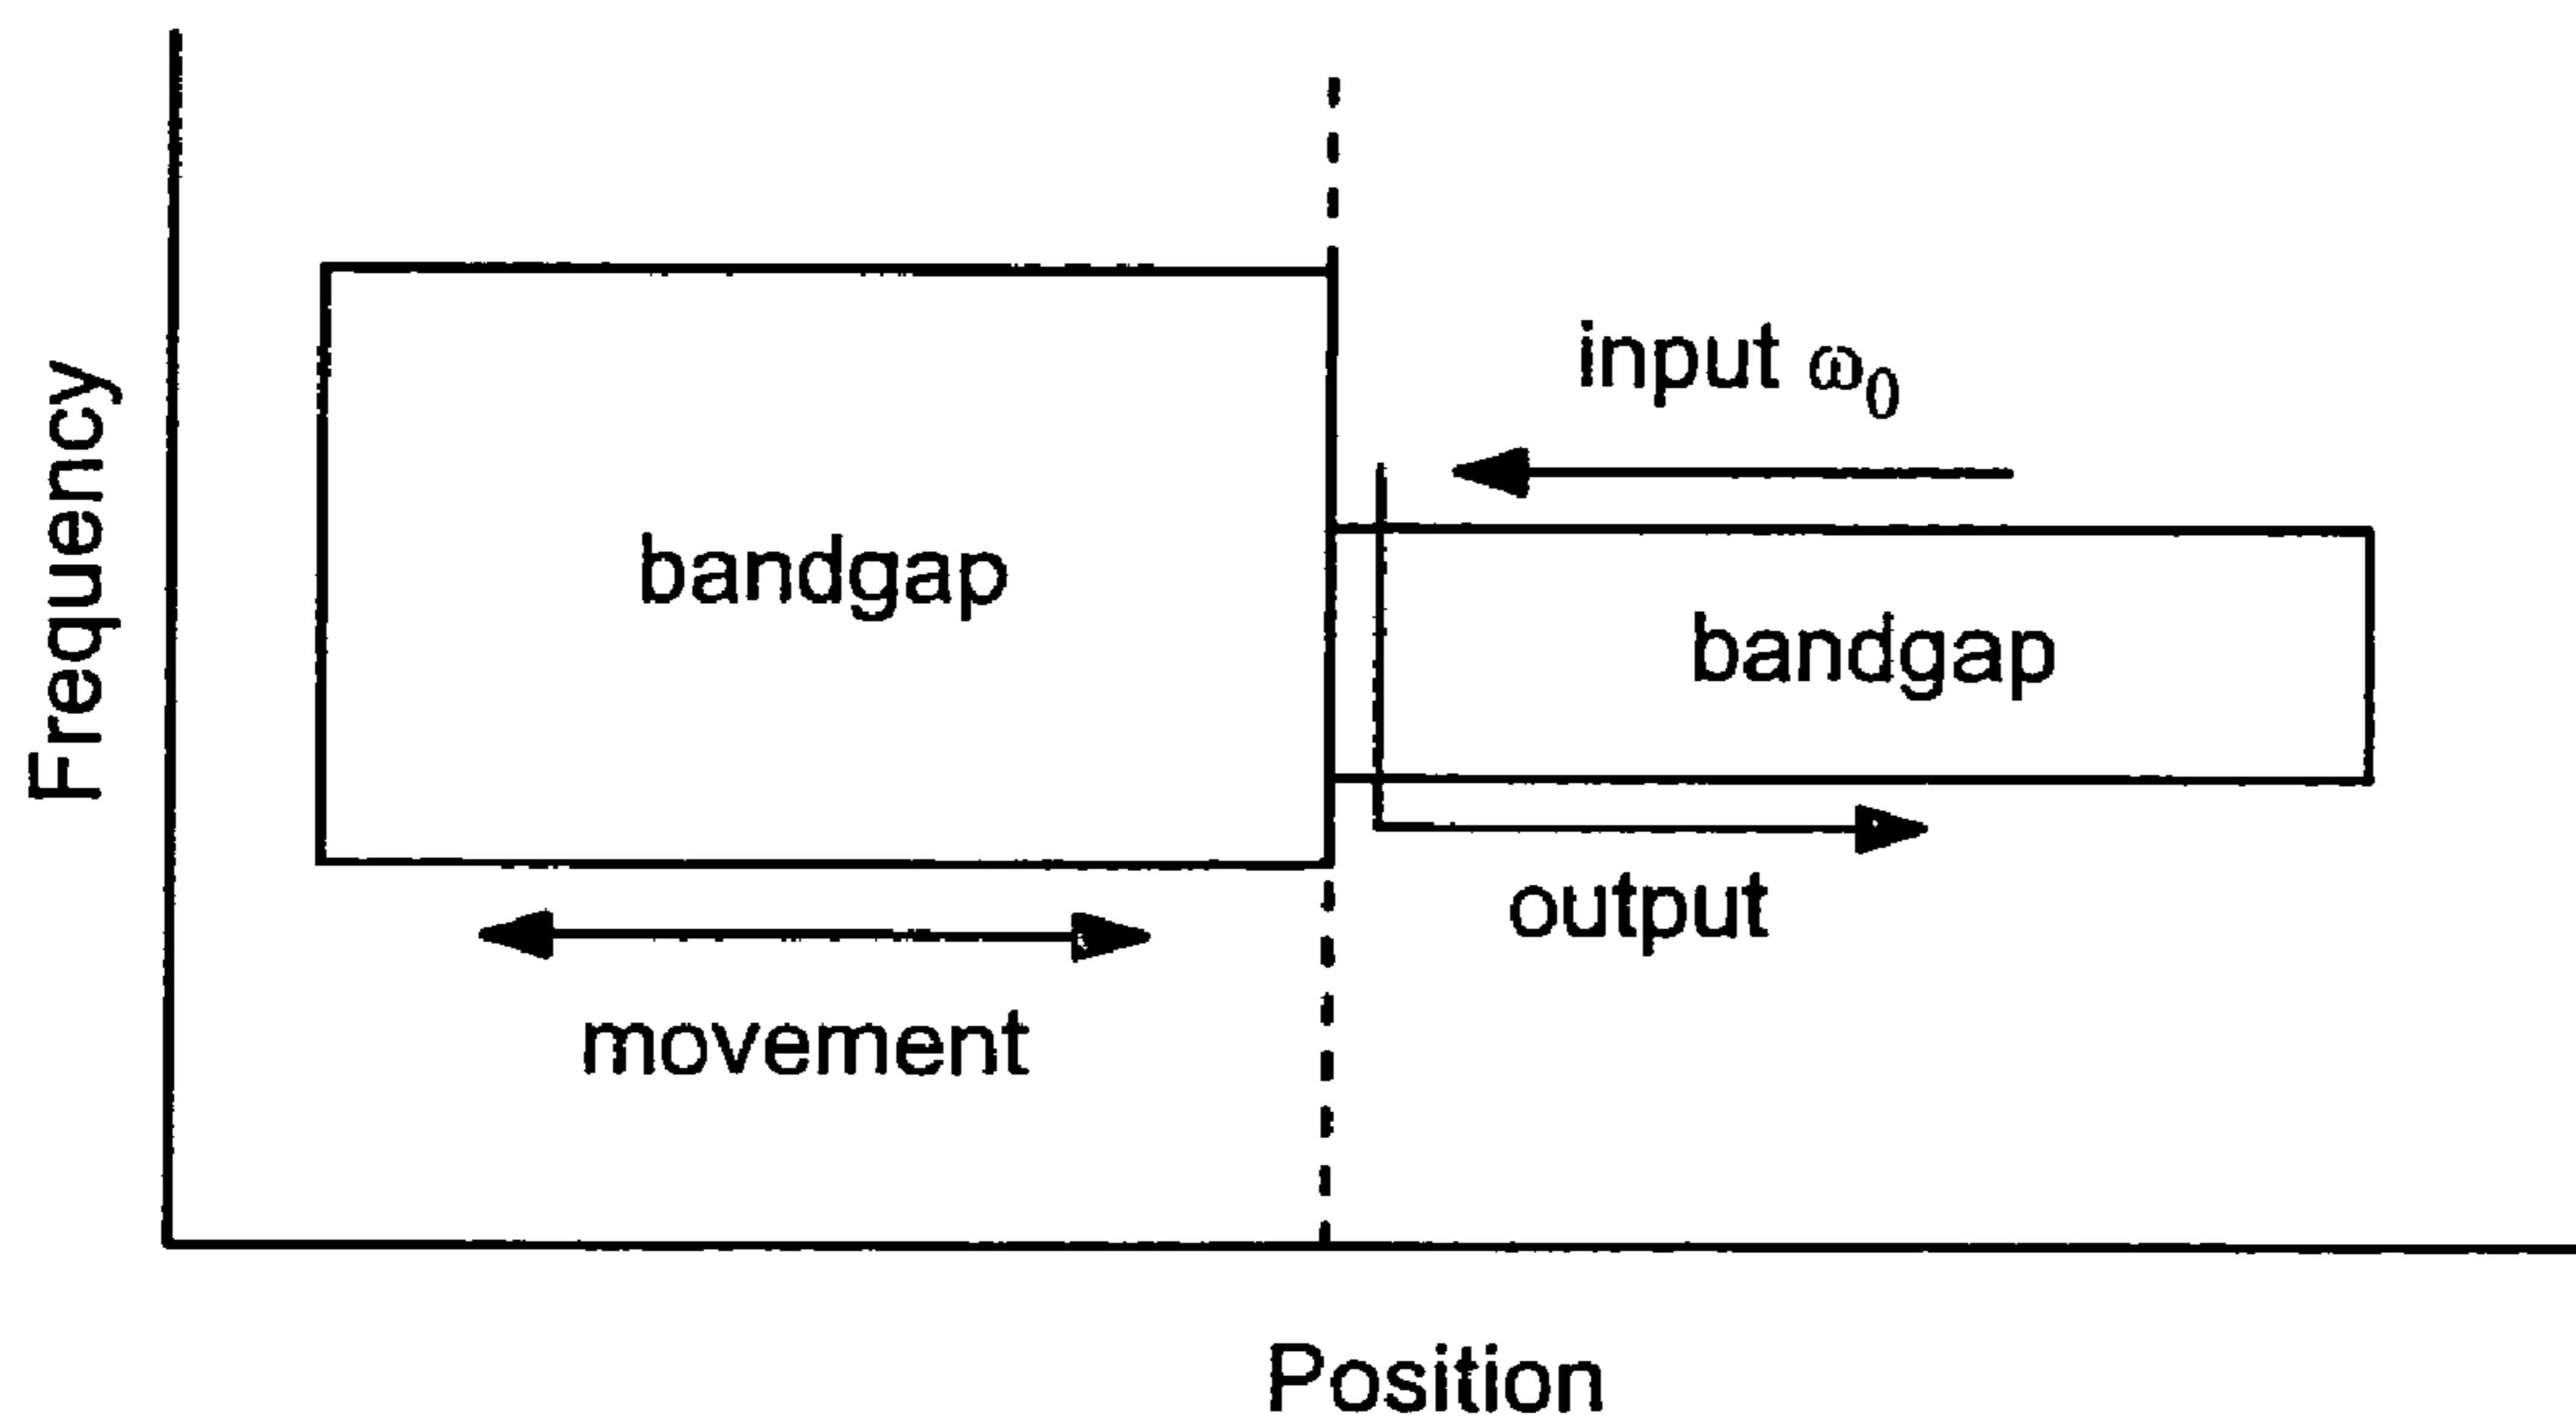 Frequency
input ω0
bandgap
bandgap
output
movement
Position